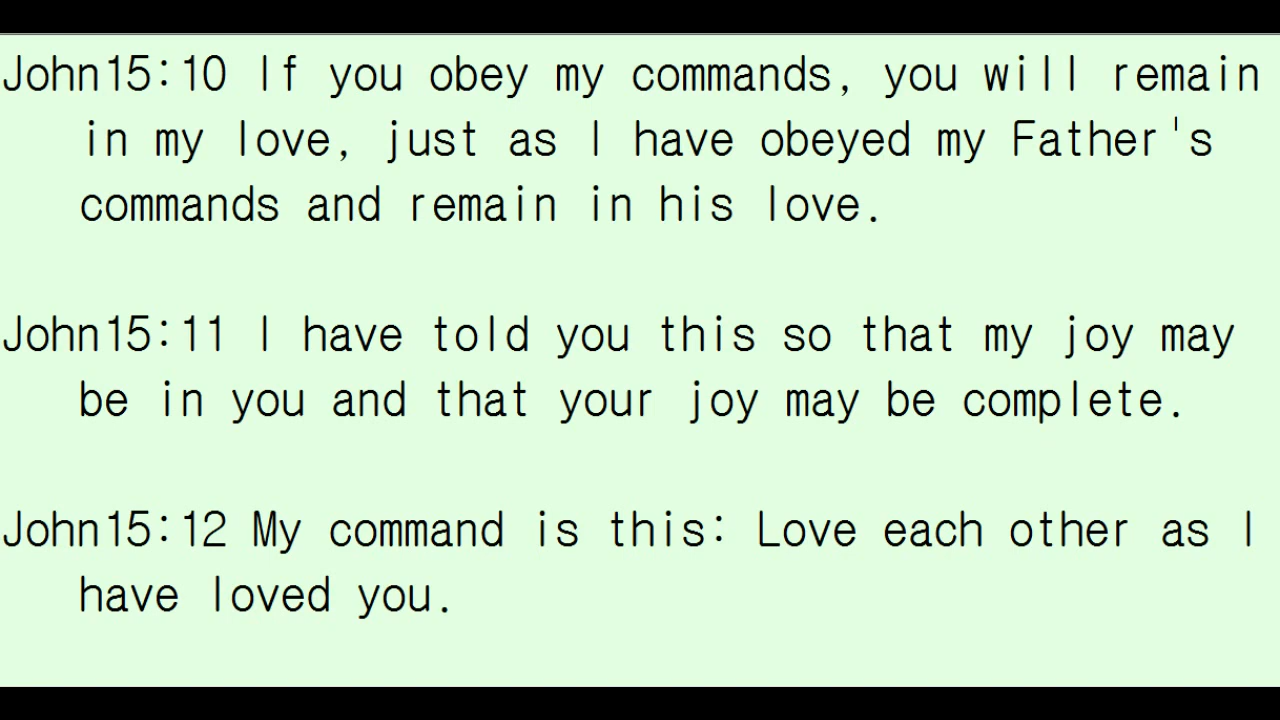 John15:10 If you obey my commands, you will remain
in my love, just as I have obeyed my Father's
commands and remain in his love.
John15:11 I have told you this so that my joy may
be in you and that your joy may be complete.
John15:12 My command is this: Love each other as I
have loved you.